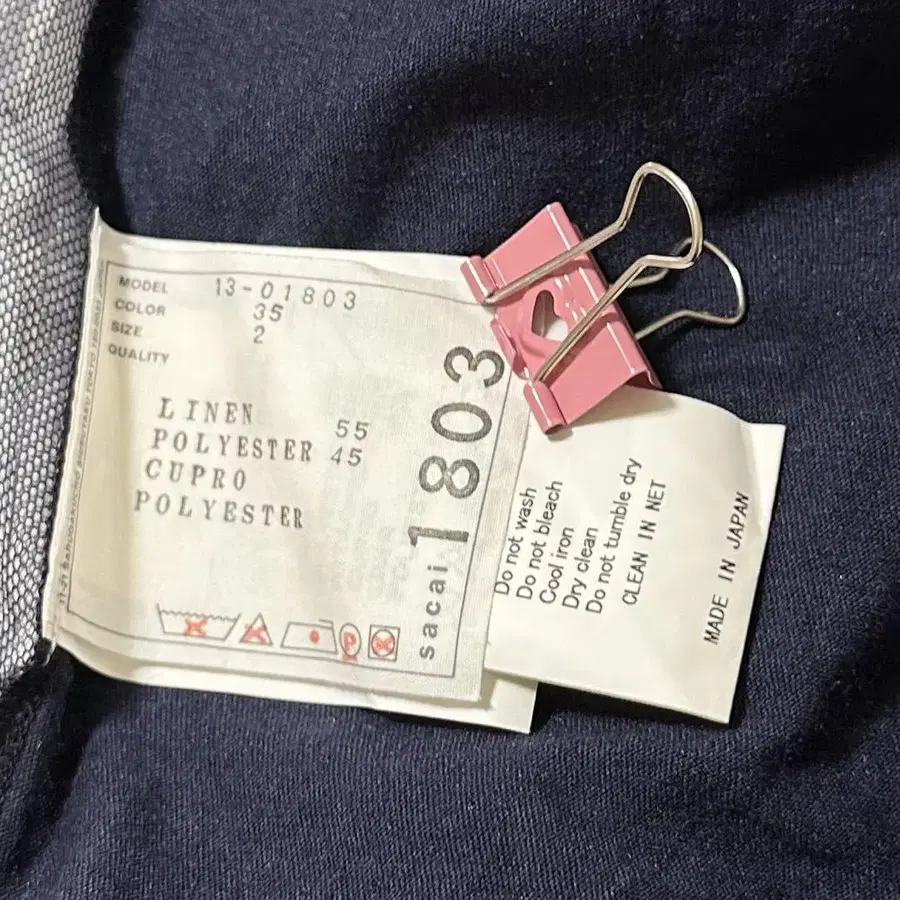 MODEL 13-01803
COLOR 35
SIZE 2
QUALITY
LINEN 55
POLYESTER 45
CUPRO
POLYESTER
sacai 1803
P
Do not wash
Do not bleach
Cool iron
Dry clean
Do not tumble dry
CLEAN IN NET
MADE IN JAPAN